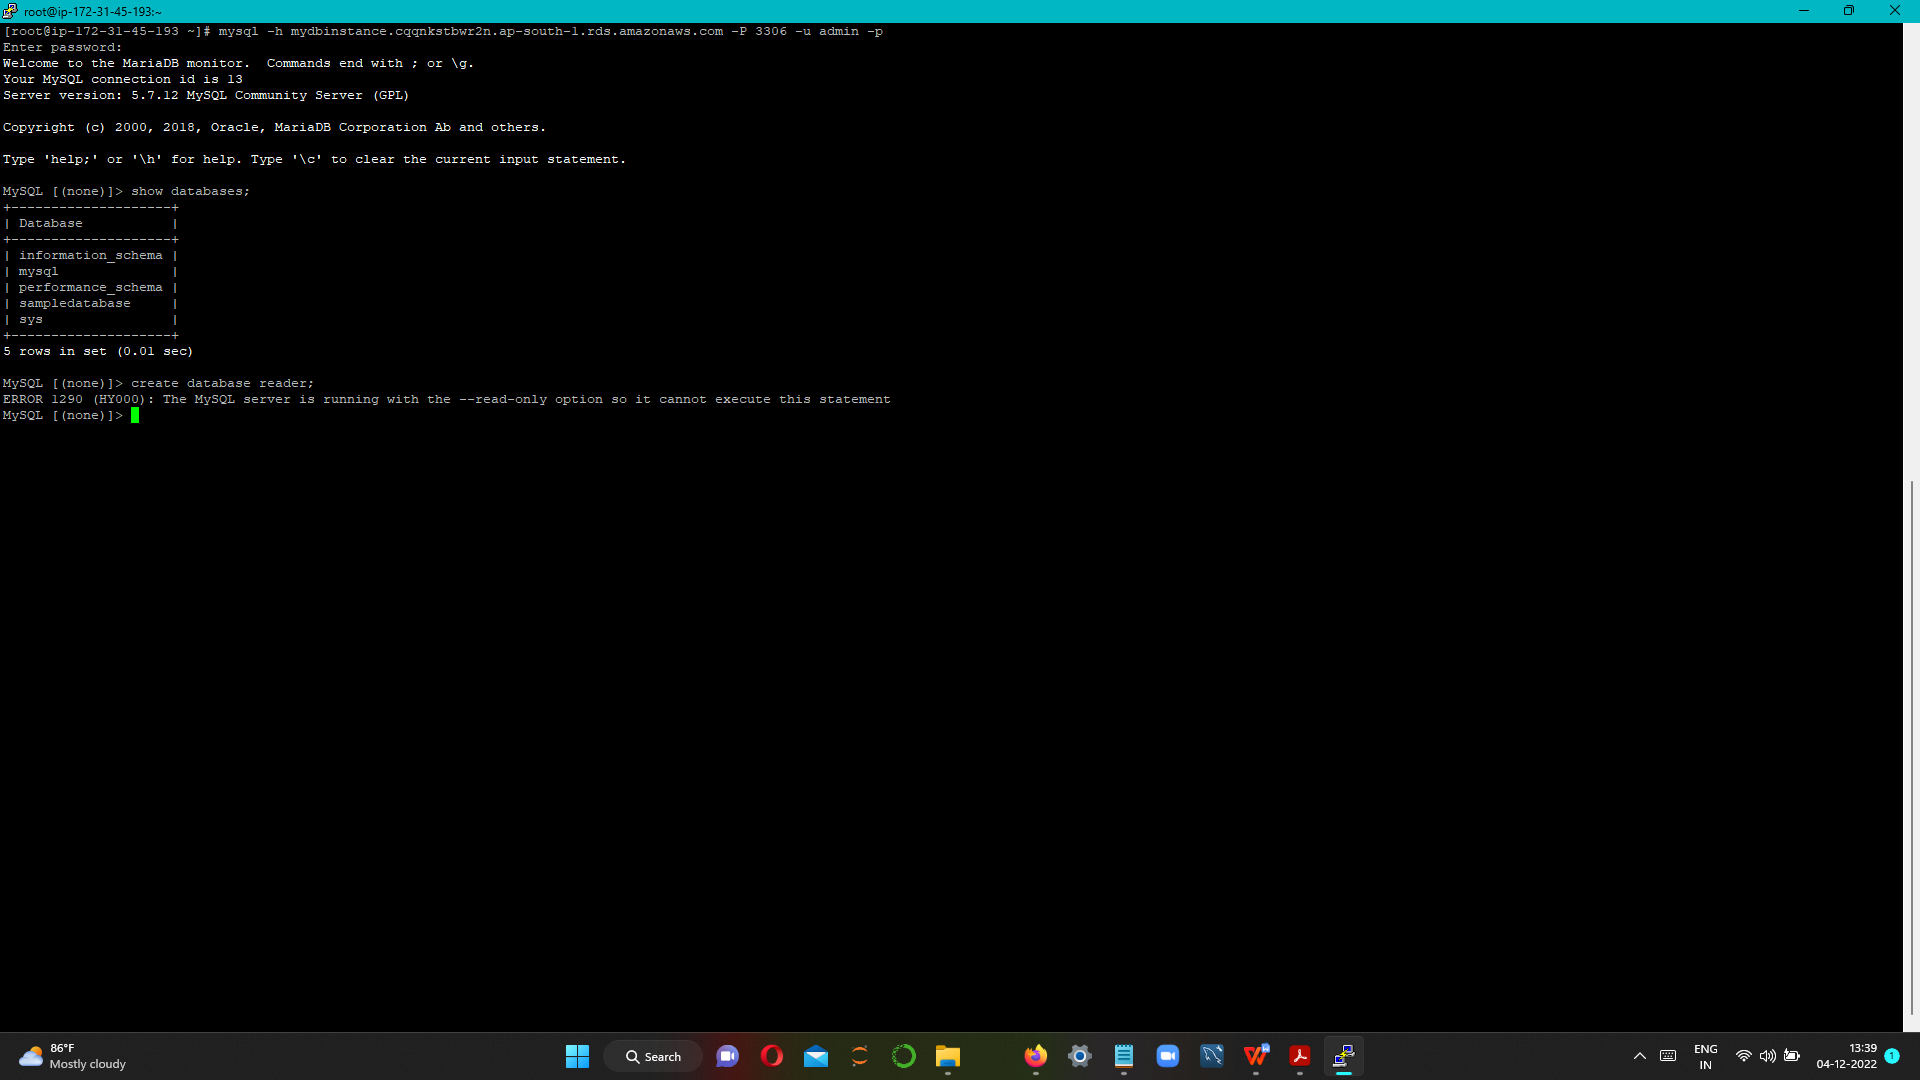 root@ip-172-31-45-193:~
[root@ip-172-31-45-193 ~]# mysql -h mydbinstance.cqqnkstbwr2n.ap-south-1.rds.amazonaws.com -P 3306 -u admin -p
Enter password:
Welcome to the MariaDB monitor.  Commands end with ; or \g.
Your MySQL connection id is 13
Server version: 5.7.12 MySQL Community Server (GPL)
Copyright (c) 2000, 2018, Oracle, MariaDB Corporation Ab and others.
Type 'help;' or '\h' for help. Type '\c' to clear the current input statement.
MySQL [(none)]> show databases;
+--------------------+
| Database           |
+--------------------+
| information_schema |
| mysql              |
| performance_schema |
| sampledatabase     |
| sys                |
+--------------------+
5 rows in set (0.01 sec)
MySQL [(none)]> create database reader;
ERROR 1290 (HY000): The MySQL server is running with the --read-only option so it cannot execute this statement
MySQL [(none)]>
86°F
Mostly cloudy
Search
ENG
IN
13:39
04-12-2022
1